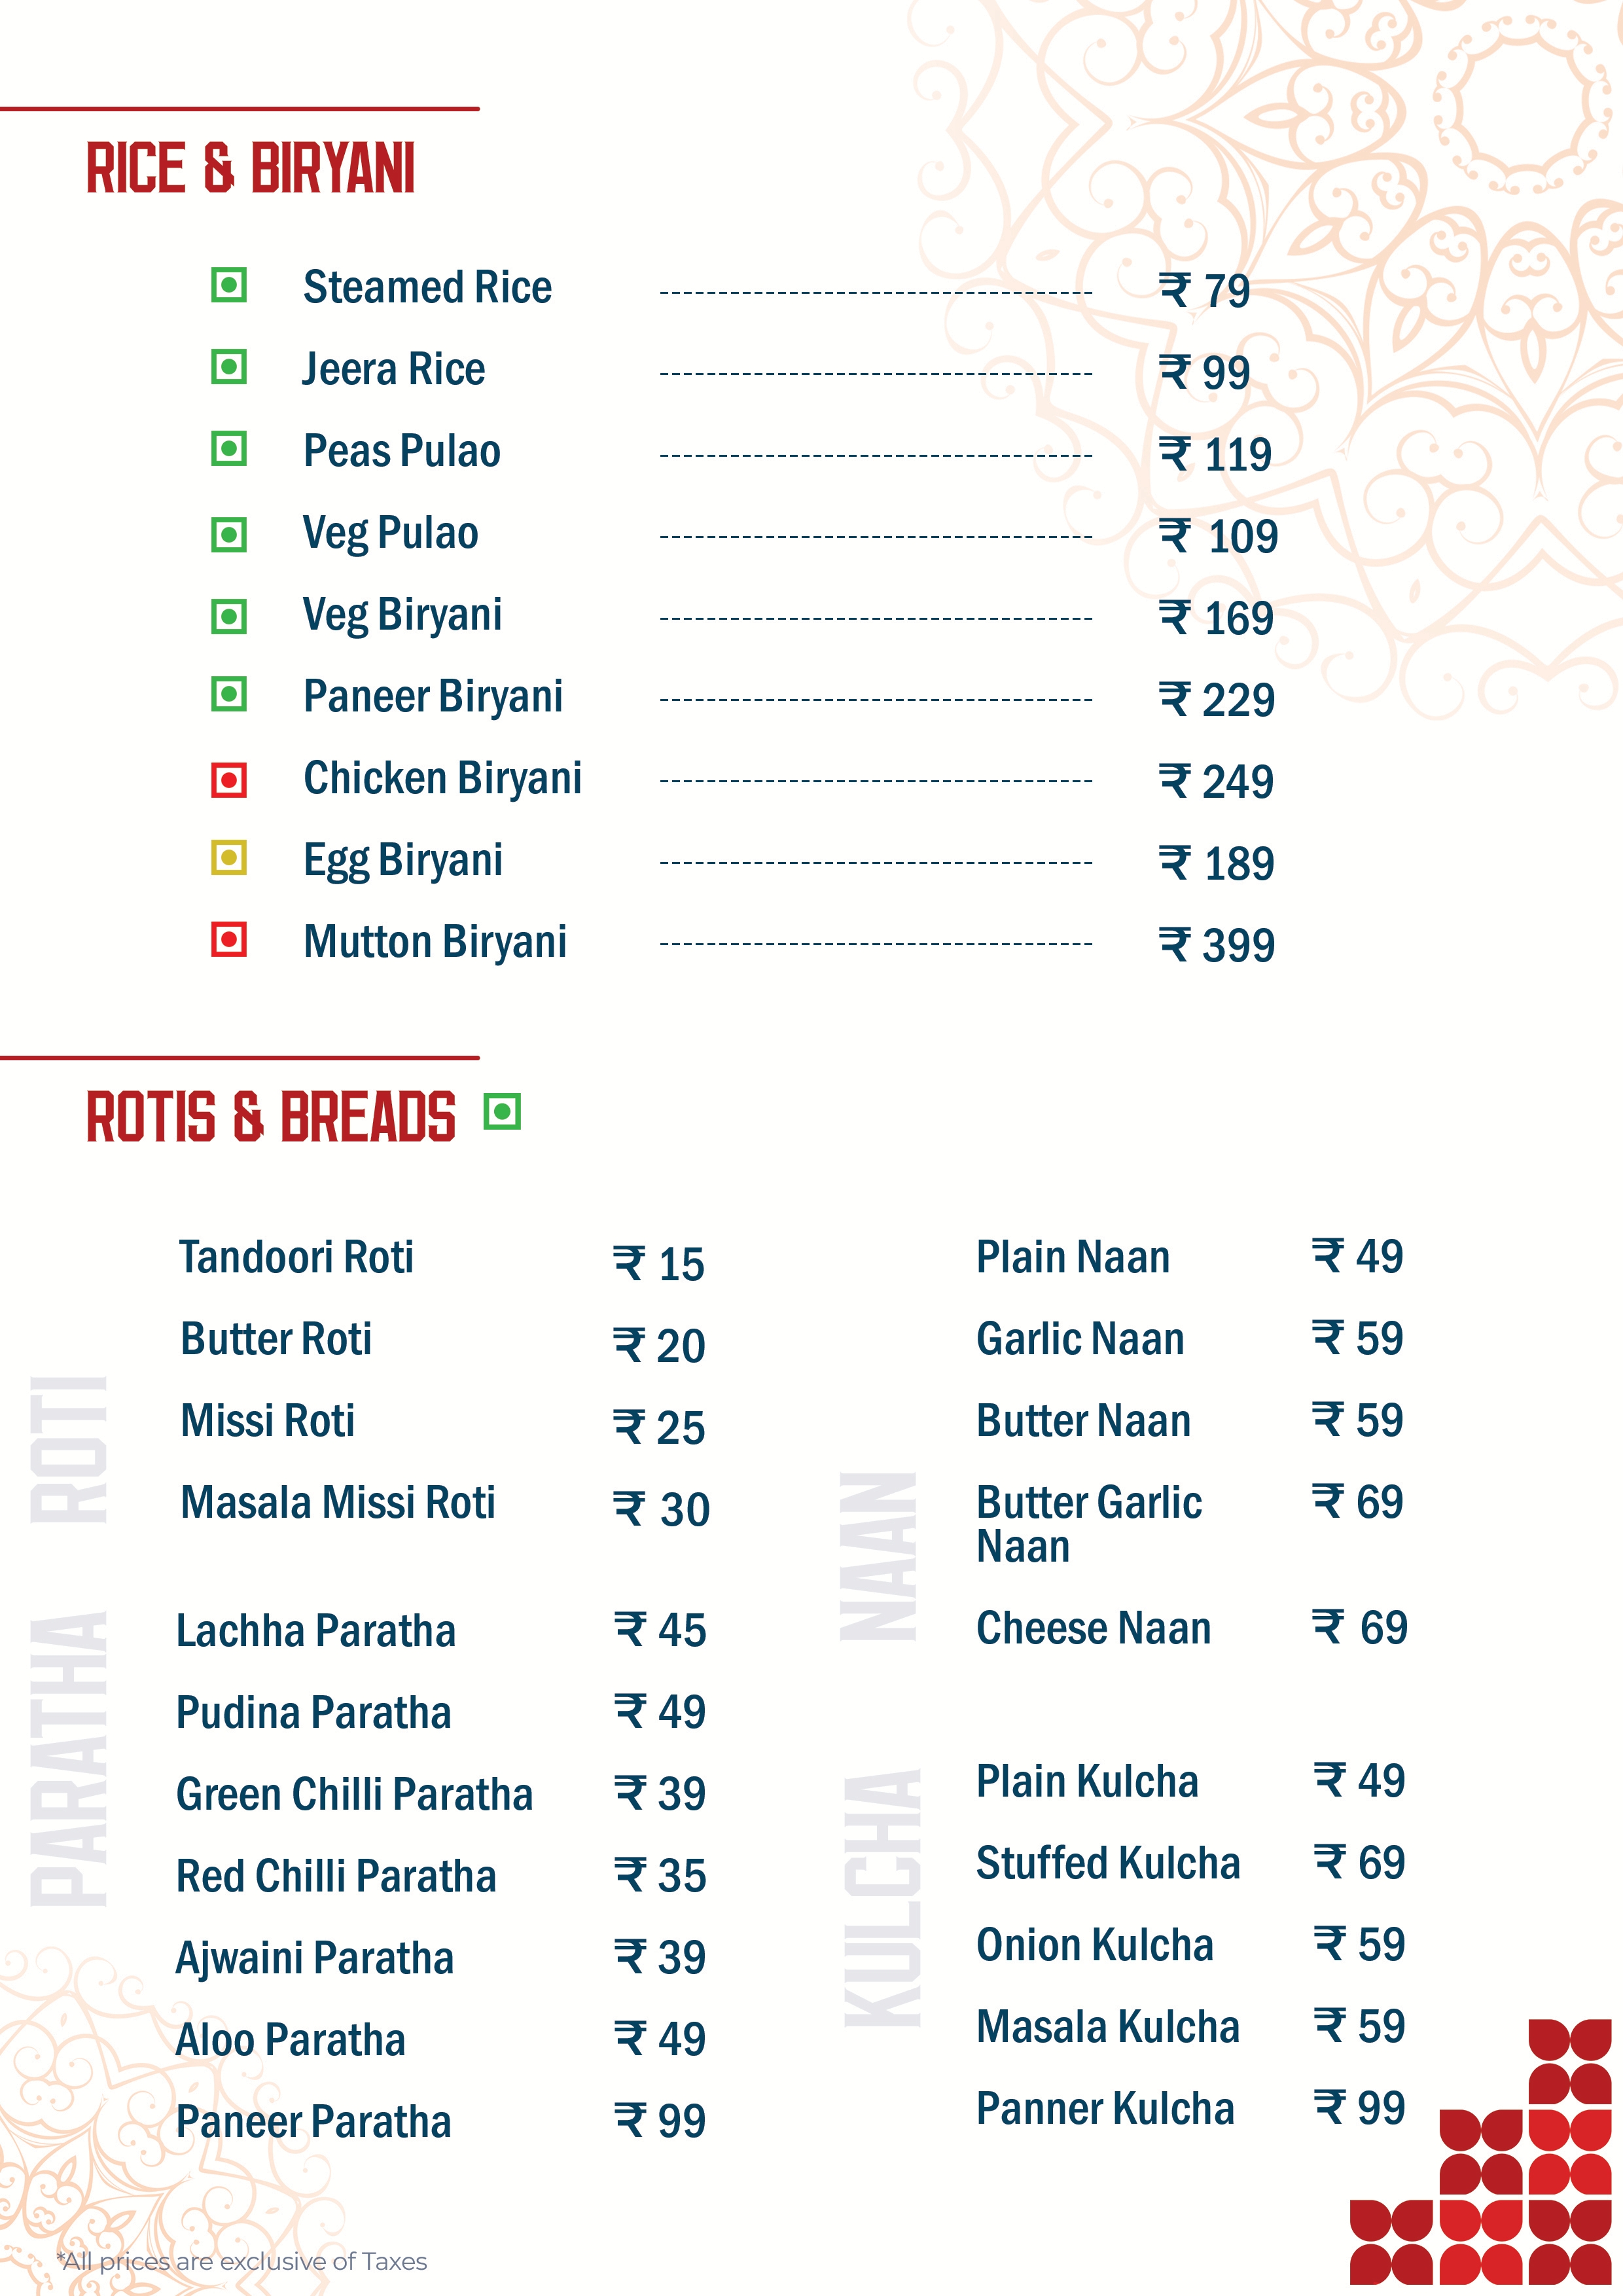 RICE & BIRYANI
Steamed Rice ------------------------------------- ₹ 79
Jeera Rice ------------------------------------- ₹ 99
Peas Pulao ------------------------------------- ₹ 119
Veg Pulao ------------------------------------- ₹ 109
Veg Biryani ------------------------------------- ₹ 169
Paneer Biryani ------------------------------------- ₹ 229
Chicken Biryani ------------------------------------- ₹ 249
Egg Biryani ------------------------------------- ₹ 189
Mutton Biryani ------------------------------------- ₹ 399
ROTIS & BREADS
ROTI
Tandoori Roti ₹ 15
Butter Roti ₹ 20
Missi Roti ₹ 25
Masala Missi Roti ₹ 30
PARATHA
Lachha Paratha ₹ 45
Pudina Paratha ₹ 49
Green Chilli Paratha ₹ 39
Red Chilli Paratha ₹ 35
Ajwaini Paratha ₹ 39
Aloo Paratha ₹ 49
Paneer Paratha ₹ 99
NAAN
Plain Naan ₹ 49
Garlic Naan ₹ 59
Butter Naan ₹ 59
Butter Garlic ₹ 69
Naan
Cheese Naan ₹ 69
KULCHA
Plain Kulcha ₹ 49
Stuffed Kulcha ₹ 69
Onion Kulcha ₹ 59
Masala Kulcha ₹ 59
Panner Kulcha ₹ 99
*All prices are exclusive of Taxes